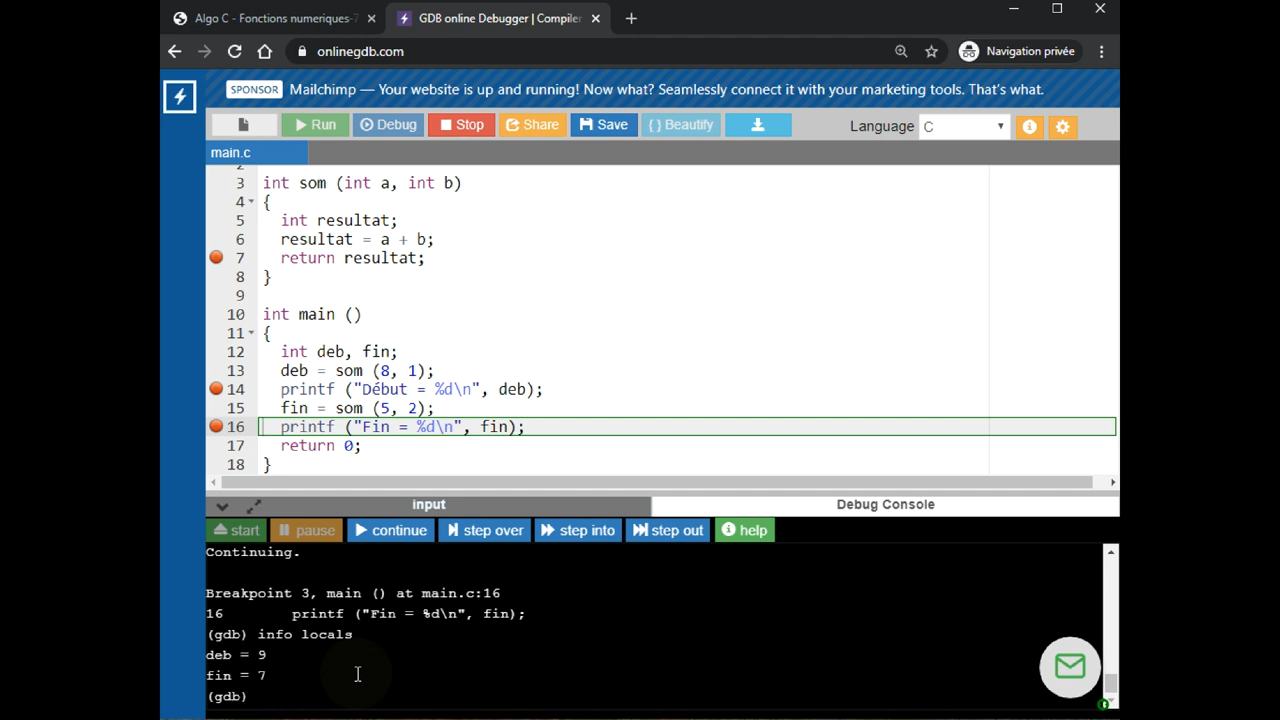 Algo C - Fonctions numeriques-7
GDB online Debugger | Compiler
onlinegdb.com
Navigation privée
SPONSOR Mailchimp — Your website is up and running! Now what? Seamlessly connect it with your marketing tools. That's what.
Run Debug Stop Share Save { } Beautify Language C
main.c
2
3 int som (int a, int b)
4 {
5 int resultat;
6 resultat = a + b;
7 return resultat;
8 }
9
10 int main ()
11 {
12 int deb, fin;
13 deb = som (8, 1);
14 printf ("Début = %d\n", deb);
15 fin = som (5, 2);
16 printf ("Fin = %d\n", fin);
17 return 0;
18 }
input Debug Console
start pause continue step over step into step out help
Continuing.
Breakpoint 3, main () at main.c:16
16 printf ("Fin = %d\n", fin);
(gdb) info locals
deb = 9
fin = 7
(gdb)